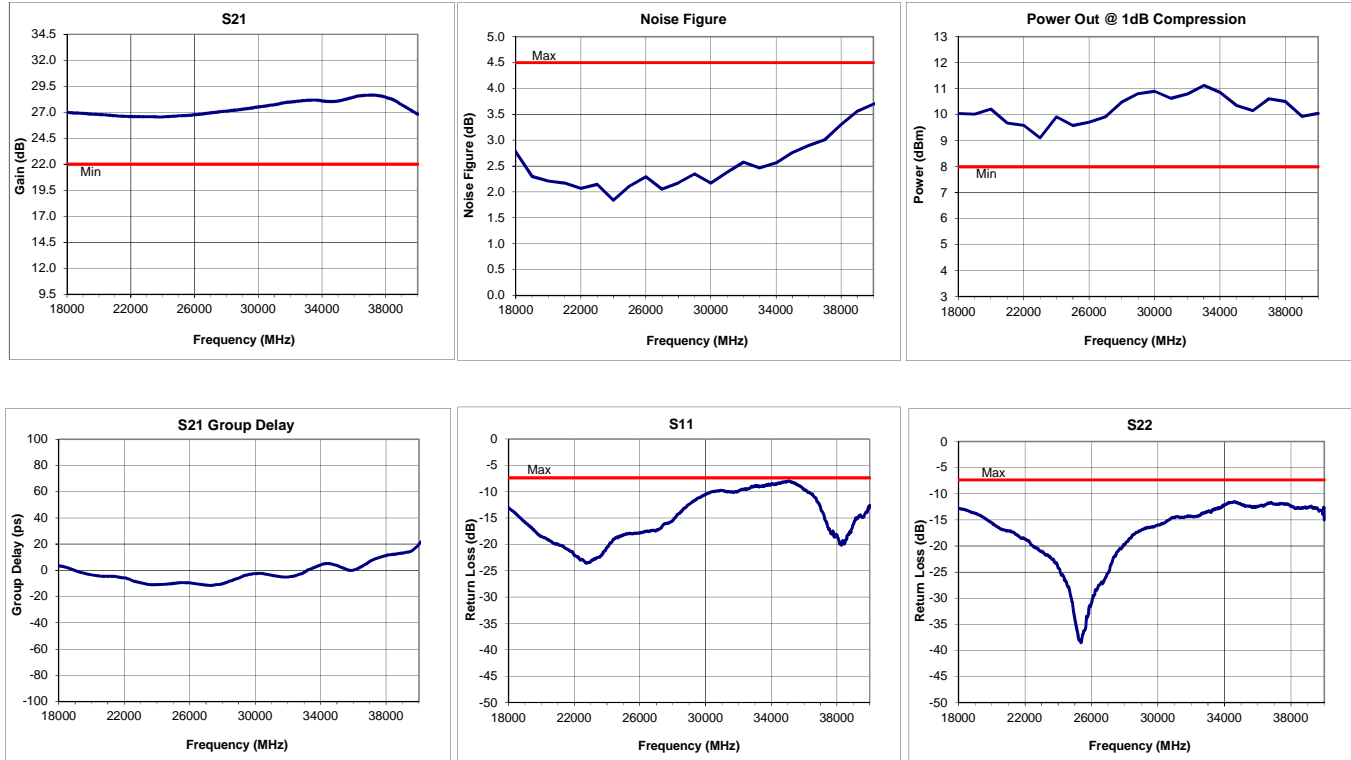 S21
34.5
32.0
29.5
27.0
24.5
22.0
19.5
17.0
14.5
12.0
9.5
Gain (dB)
Min
18000 22000 26000 30000 34000 38000
Frequency (MHz)
Noise Figure
5.0
4.5
4.0
3.5
3.0
2.5
2.0
1.5
1.0
0.5
0.0
Noise Figure (dB)
Max
18000 22000 26000 30000 34000 38000
Frequency (MHz)
Power Out @ 1dB Compression
13
12
11
10
9
8
7
6
5
4
3
Power (dBm)
Min
18000 22000 26000 30000 34000 38000
Frequency (MHz)
S21 Group Delay
100
80
60
40
20
0
-20
-40
-60
-80
-100
Group Delay (ps)
18000 22000 26000 30000 34000 38000
Frequency (MHz)
S11
0
-5
-10
-15
-20
-25
-30
-35
-40
-45
-50
Return Loss (dB)
Max
18000 22000 26000 30000 34000 38000
Frequency (MHz)
S22
0
-5
-10
-15
-20
-25
-30
-35
-40
-45
-50
Return Loss (dB)
Max
18000 22000 26000 30000 34000 38000
Frequency (MHz)